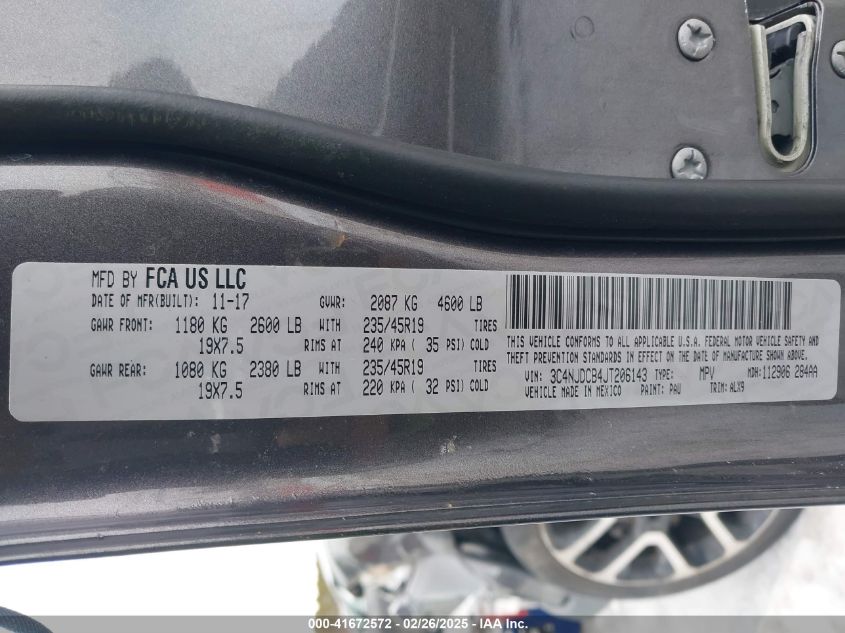 MFD BY FCA US LLC
DATE OF MFR(BUILT): 11-17 GVWR: 2087 KG 4600 LB
GAWR FRONT: 1180 KG 2600 LB WITH 235/45R19 TIRES
19X7.5 RIMS AT 240 KPA ( 35 PSI) COLD
GAWR REAR: 1080 KG 2380 LB WITH 235/45R19 TIRES
19X7.5 RIMS AT 220 KPA ( 32 PSI) COLD
THIS VEHICLE CONFORMS TO ALL APPLICABLE U.S.A. FEDERAL MOTOR VEHICLE SAFETY AND
THEFT PREVENTION STANDARDS IN EFFECT ON THE DATE OF MANUFACTURE SHOWN ABOVE.
VIN: 3C4NJDCB4JT206143 TYPE: MPV MDH: 112906 284AA
VEHICLE MADE IN MEXICO PAINT: PAU TRIM: ALX9
000-41672572 - 02/26/2025 - IAA Inc.